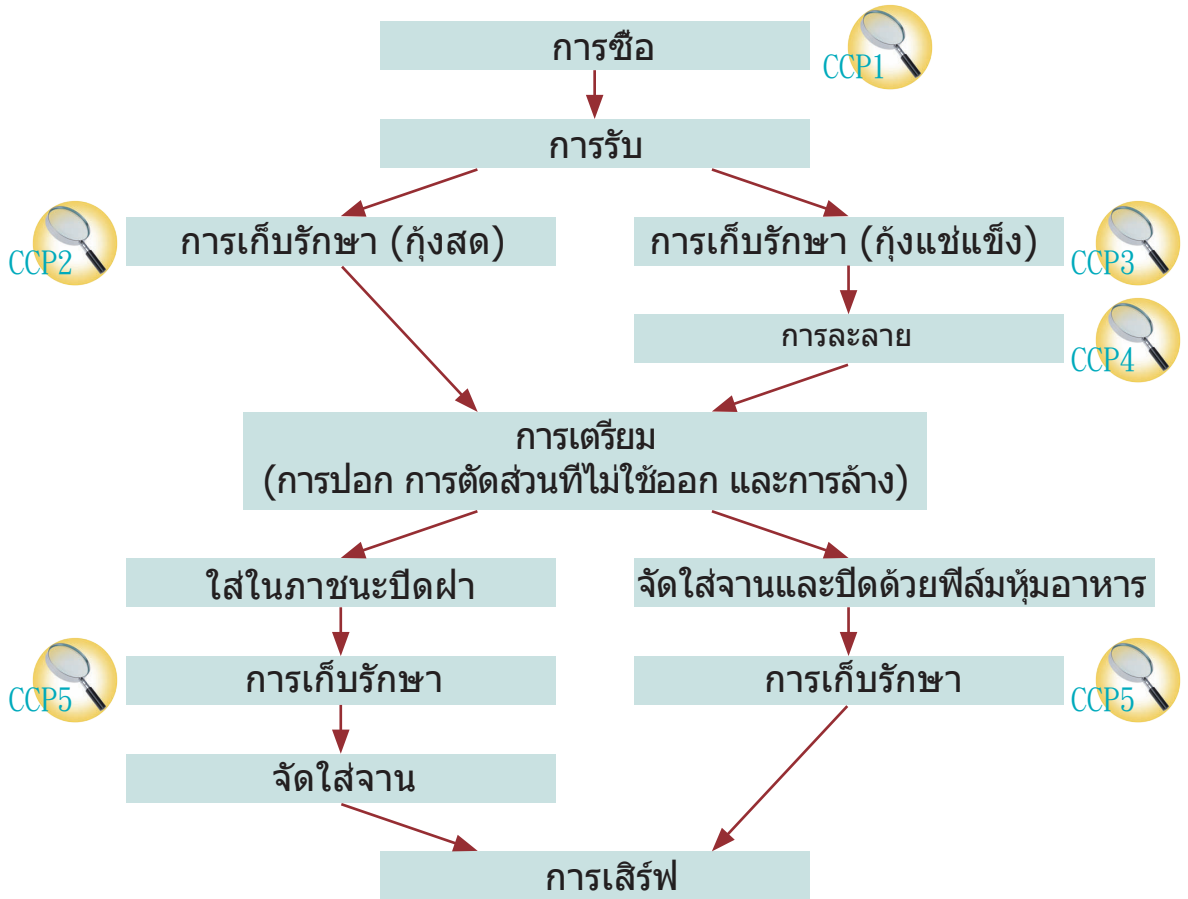 การซื้อ
CCP1
การรับ
การเก็บรักษา (กุ้งสด)
CCP2
การเก็บรักษา (กุ้งแช่แข็ง)
CCP3
การละลาย
CCP4
การเตรียม
(การปอก การตัดส่วนที่ไม่ใช้ออก และการล้าง)
ใส่ในภาชนะปิดฝา
จัดใส่จานและปิดด้วยฟิล์มหุ้มอาหาร
การเก็บรักษา
CCP5
การเก็บรักษา
CCP5
จัดใส่จาน
การเสิร์ฟ